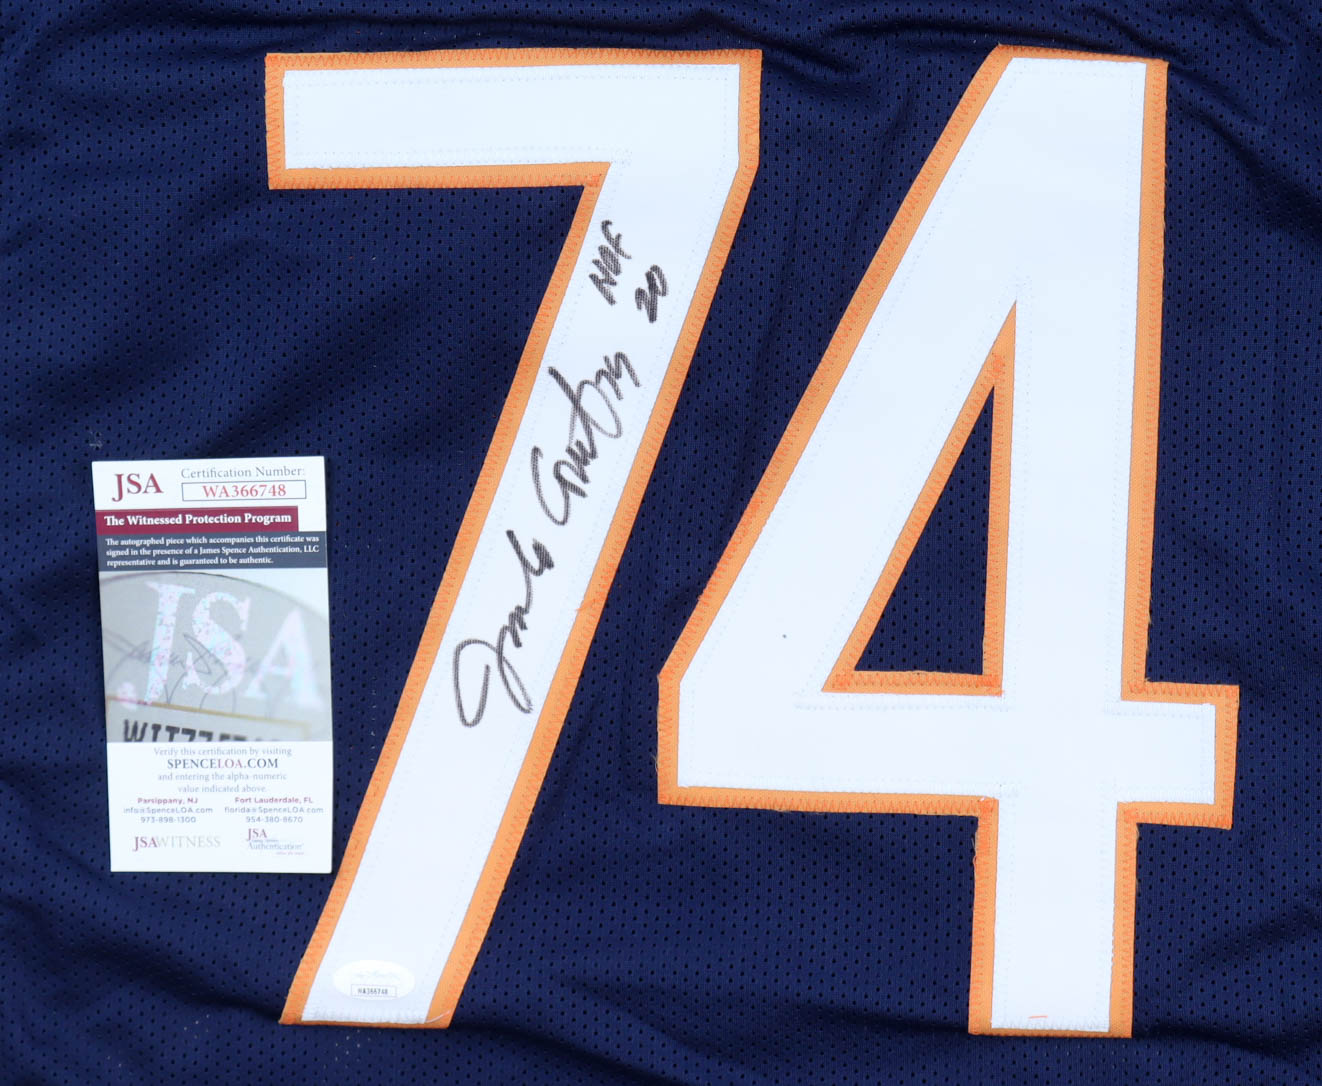 74
HOF
20
Jimbo Covert
JSA
Certification Number:
WA366748
The Witnessed Protection Program
The autographed piece which accompanies this certificate was
signed in the presence of a James Spence Authentication, LLC
representative and is guaranteed to be authentic.
JSA
Verify this certification by visiting
SPENCELOA.COM
and entering the alpha-numeric
value indicated above.
Parsippany, NJ
info@SpenceLOA.com
973-898-1300
Fort Lauderdale, FL
florida@SpenceLOA.com
954-380-8670
JSAWITNESS
JSA
Authentication
WA366748